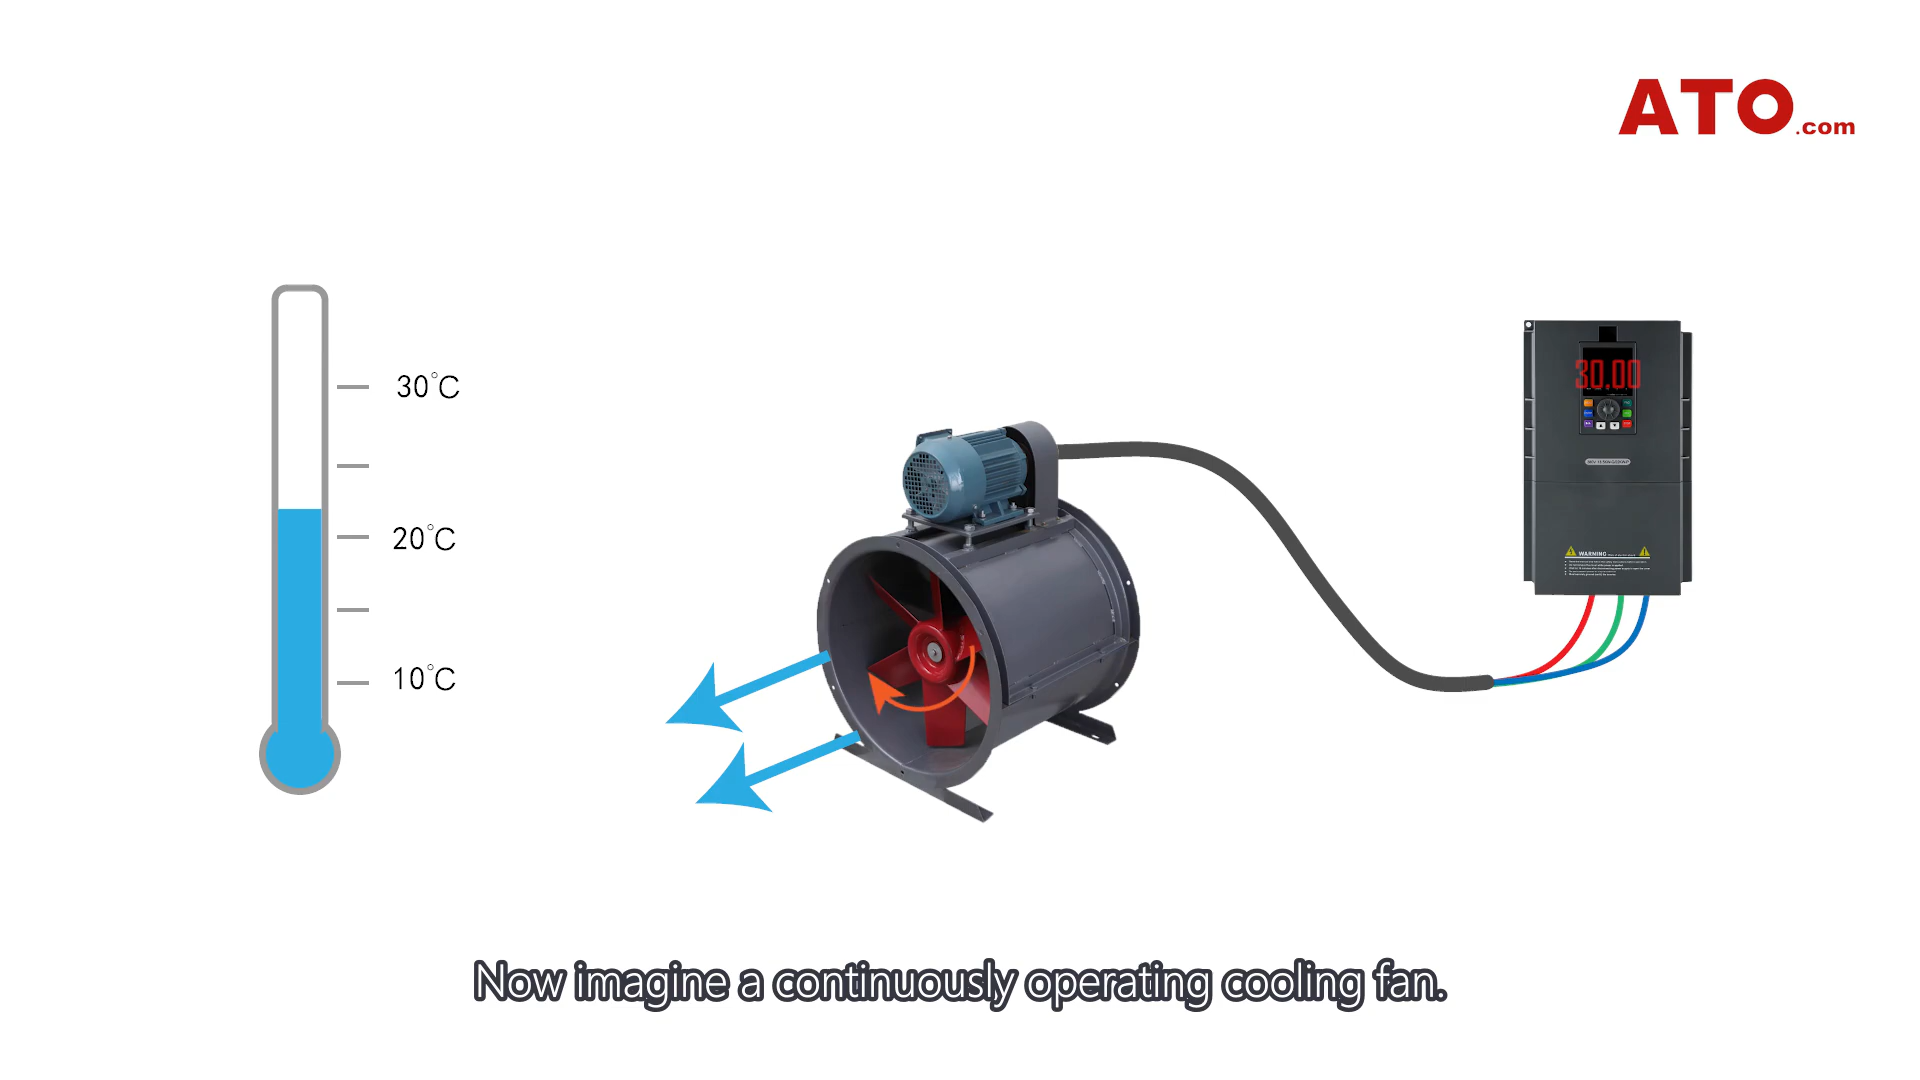 ATO.com
30°C
20°C
10°C
30.00
WARNING
Now imagine a continuously operating cooling fan.